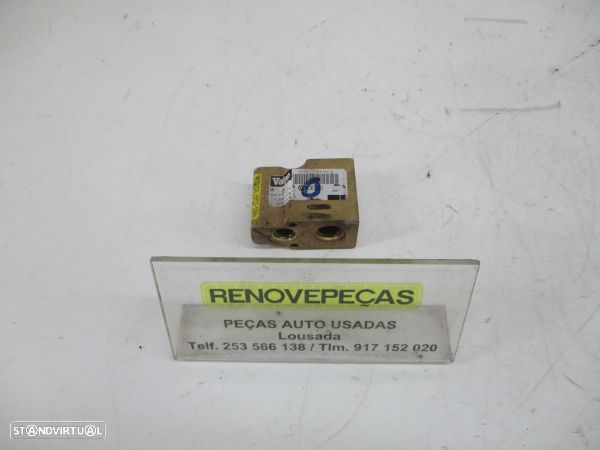 RENOVEPEÇAS
PEÇAS AUTO USADAS
Lousada
Telf. 253 566 138 / Tlm. 917 152 020
STANDVIRTUAL